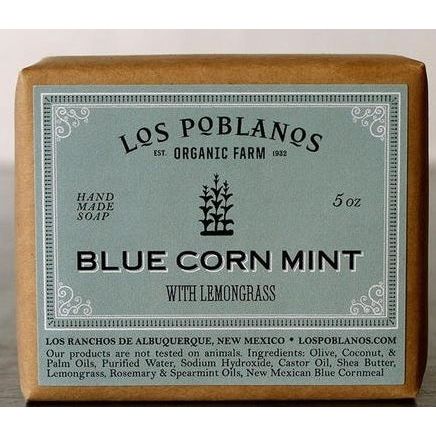 LOS POBLANOS
EST. ORGANIC FARM 1932
HAND
MADE
SOAP
5 oz
BLUE CORN MINT
WITH LEMONGRASS
LOS RANCHOS DE ALBUQUERQUE, NEW MEXICO • LOSPOBLANOS.COM
Our products are not tested on animals. Ingredients: Olive, Coconut, &
Palm Oils, Purified Water, Sodium Hydroxide, Castor Oil, Shea Butter,
Lemongrass, Rosemary & Spearmint Oils, New Mexican Blue Cornmeal